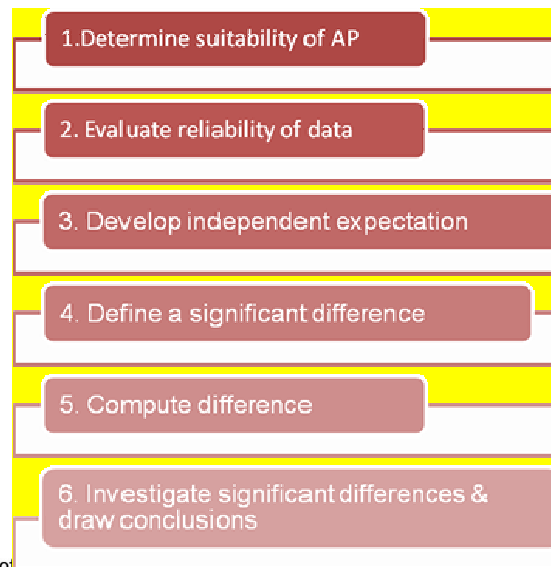 1.Determine suitability of AP
2. Evaluate reliability of data
3. Develop independent expectation
4. Define a significant difference
5. Compute difference
6. Investigate significant differences &
draw conclusions